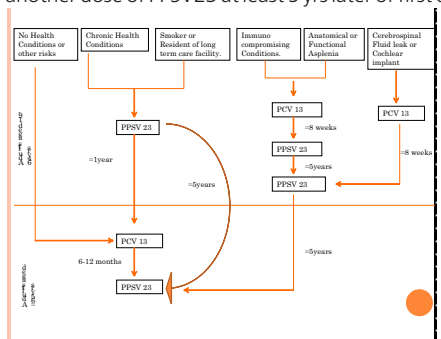 another dose of PPSV23 at least 5 yrs later of first
No Health
Conditions or
other risks
Chronic Health
Conditions
Smoker or
Resident of long
term care facility.
Immuno
compromising
Conditions.
Anatomical or
Functional
Asplenia
Cerebrospinal
Fluid leak or
Cochlear
implant
PCV 13
PCV 13
=8 weeks
PPSV 23
PPSV 23
=8 weeks
=1year
=5years
PPSV 23
=5years
PCV 13
=5years
6-12 months
PPSV 23